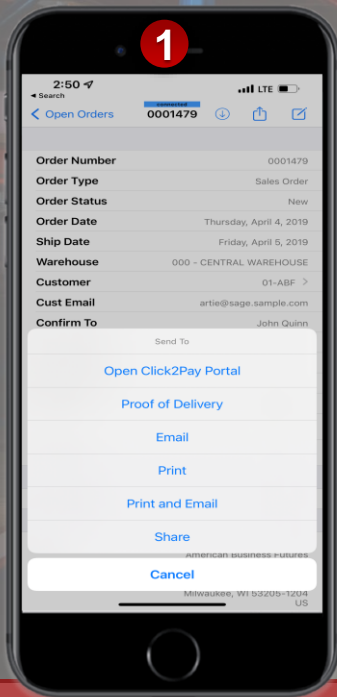 1
2:50
LTE
◄ Search
connected
Open Orders
0001479
Order Number 0001479
Order Type Sales Order
Order Status New
Order Date Thursday, April 4, 2019
Ship Date Friday, April 5, 2019
Warehouse 000 - CENTRAL WAREHOUSE
Customer 01-ABF >
Cust Email artie@sage.sample.com
Confirm To John Quinn
Send To
Open Click2Pay Portal
Proof of Delivery
Email
Print
Print and Email
Share
American Business Futures
Cancel
Milwaukee, WI 53205-1204
US